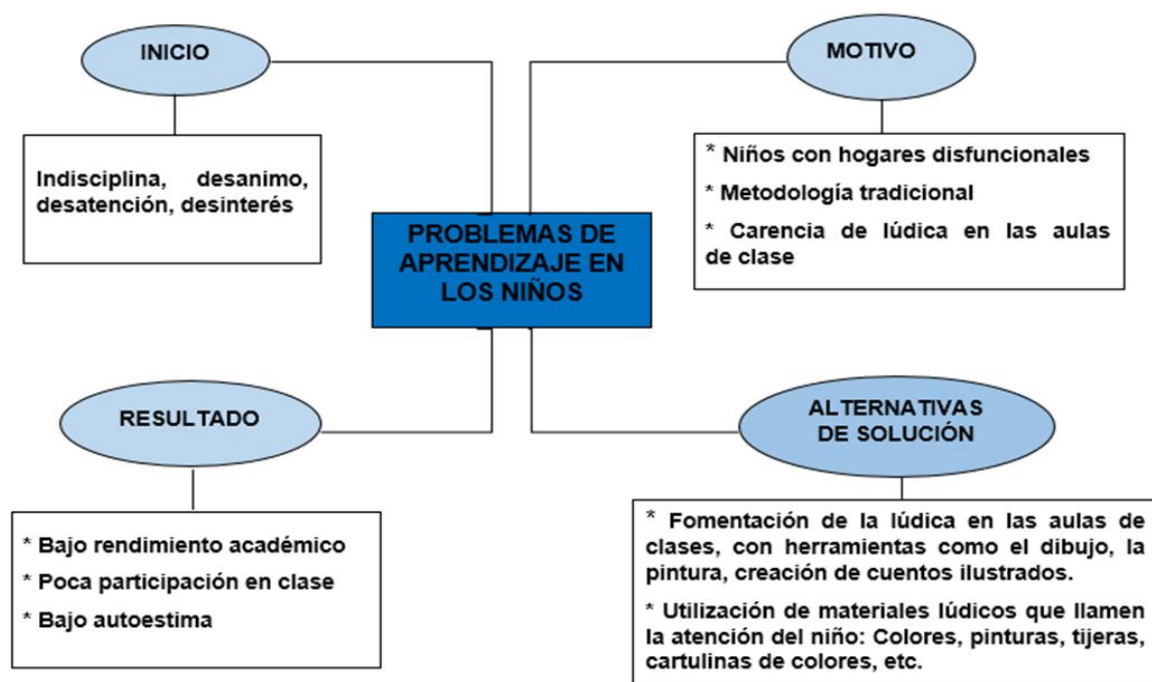 INICIO
Indisciplina, desanimo,
desatención, desinterés
MOTIVO
* Niños con hogares disfuncionales
* Metodología tradicional
* Carencia de lúdica en las aulas
de clase
PROBLEMAS DE
APRENDIZAJE EN
LOS NIÑOS
RESULTADO
* Bajo rendimiento académico
* Poca participación en clase
* Bajo autoestima
ALTERNATIVAS
DE SOLUCIÓN
* Fomentación de la lúdica en las aulas de
clases, con herramientas como el dibujo, la
pintura, creación de cuentos ilustrados.
* Utilización de materiales lúdicos que llamen
la atención del niño: Colores, pinturas, tijeras,
cartulinas de colores, etc.